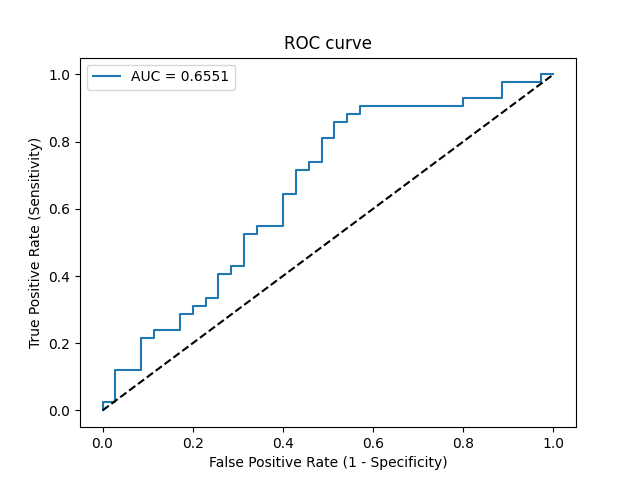 ROC curve
AUC = 0.6551
True Positive Rate (Sensitivity)
1.0
0.8
0.6
0.4
0.2
0.0
0.0 0.2 0.4 0.6 0.8 1.0
False Positive Rate (1 - Specificity)